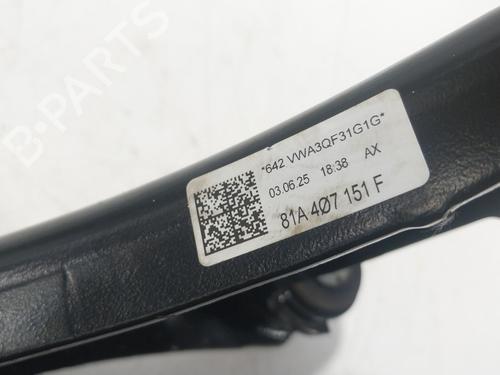 *642 VWA3QF31G1G*
03.06.25 18:38 AX
81A 407 151 F
B-PARTS